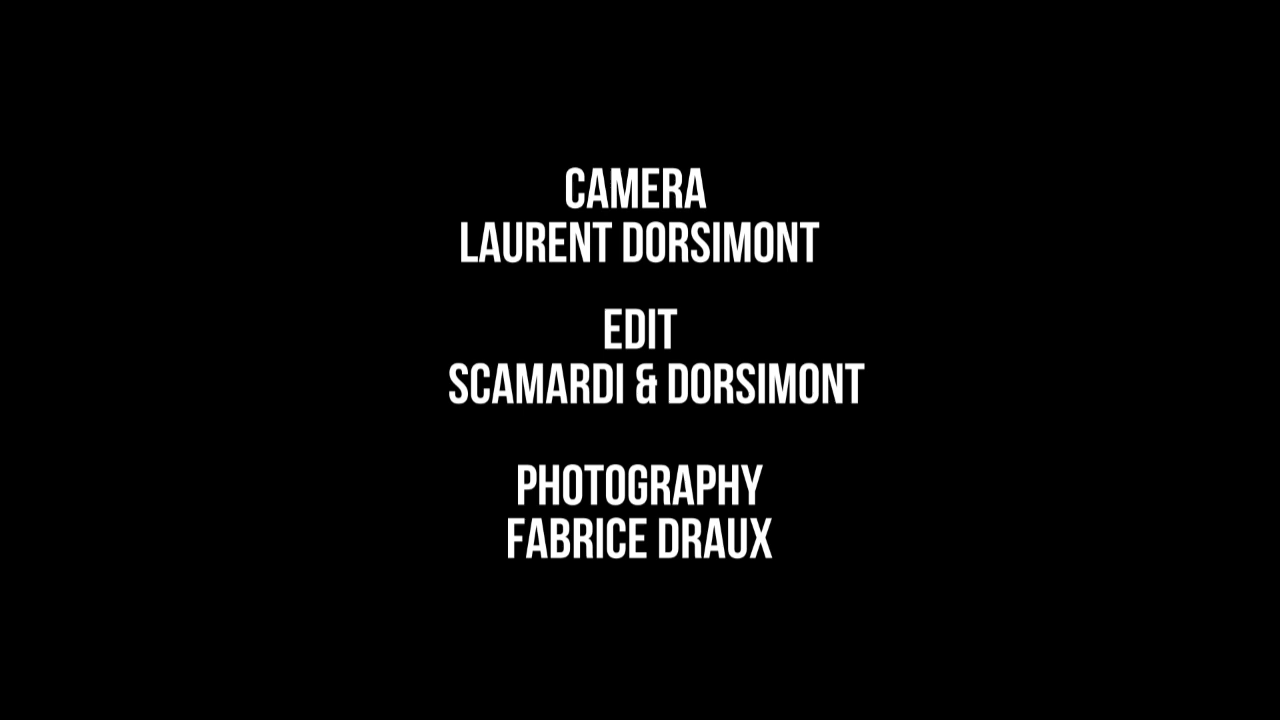 CAMERA
LAURENT DORSIMONT
EDIT
SCAMARDI & DORSIMONT
PHOTOGRAPHY
FABRICE DRAUX